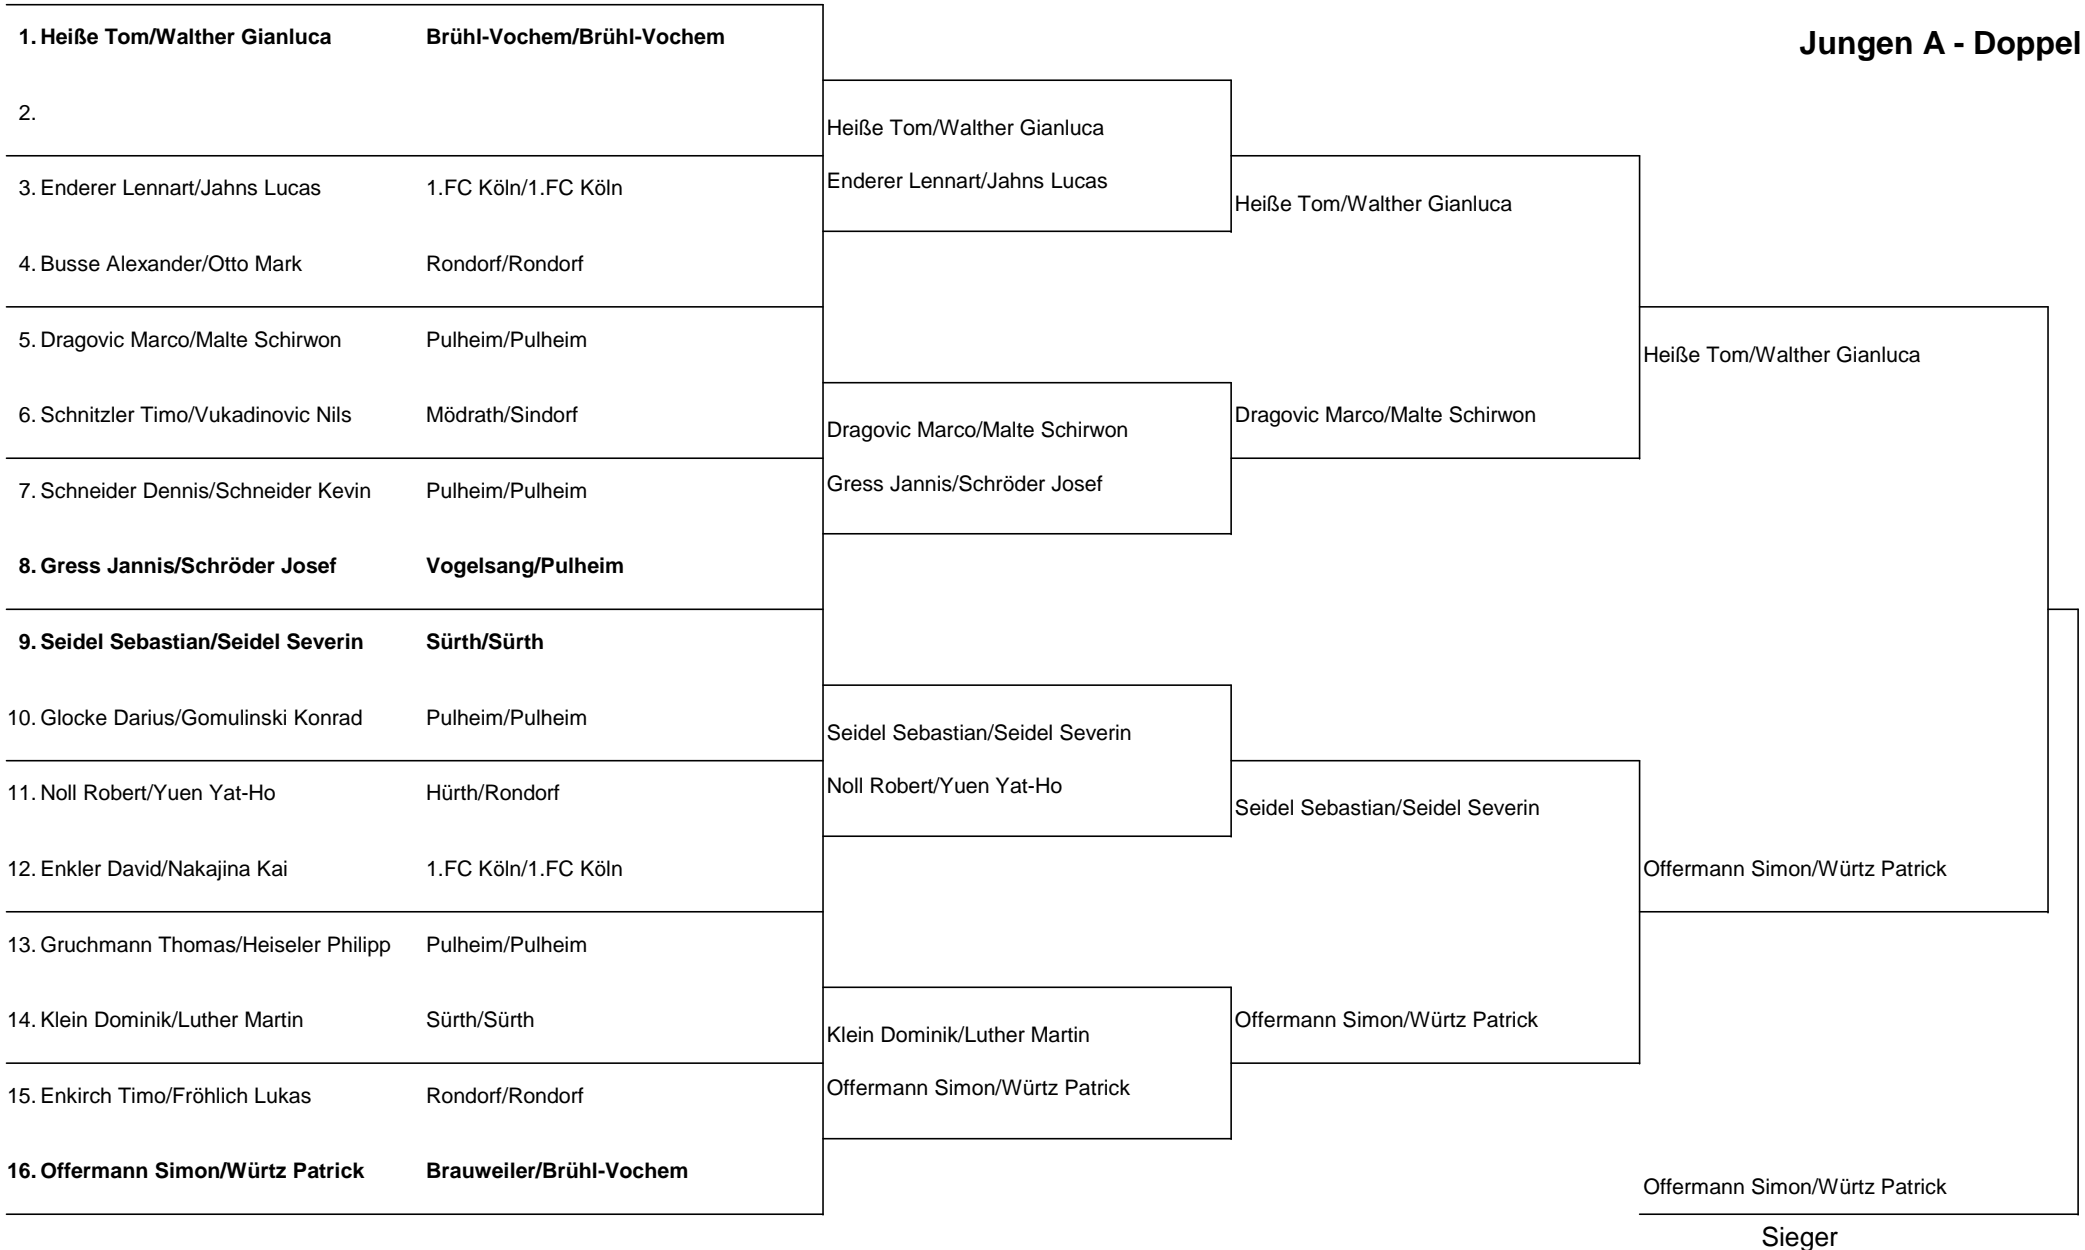 Jungen A - Doppel
1. Heiße Tom/Walther Gianluca Brühl-Vochem/Brühl-Vochem
2.
3. Enderer Lennart/Jahns Lucas 1.FC Köln/1.FC Köln
4. Busse Alexander/Otto Mark Rondorf/Rondorf
5. Dragovic Marco/Malte Schirwon Pulheim/Pulheim
6. Schnitzler Timo/Vukadinovic Nils Mödrath/Sindorf
7. Schneider Dennis/Schneider Kevin Pulheim/Pulheim
8. Gress Jannis/Schröder Josef Vogelsang/Pulheim
9. Seidel Sebastian/Seidel Severin Sürth/Sürth
10. Glocke Darius/Gomulinski Konrad Pulheim/Pulheim
11. Noll Robert/Yuen Yat-Ho Hürth/Rondorf
12. Enkler David/Nakajina Kai 1.FC Köln/1.FC Köln
13. Gruchmann Thomas/Heiseler Philipp Pulheim/Pulheim
14. Klein Dominik/Luther Martin Sürth/Sürth
15. Enkirch Timo/Fröhlich Lukas Rondorf/Rondorf
16. Offermann Simon/Würtz Patrick Brauweiler/Brühl-Vochem
Heiße Tom/Walther Gianluca
Enderer Lennart/Jahns Lucas
Dragovic Marco/Malte Schirwon
Gress Jannis/Schröder Josef
Seidel Sebastian/Seidel Severin
Noll Robert/Yuen Yat-Ho
Klein Dominik/Luther Martin
Offermann Simon/Würtz Patrick
Heiße Tom/Walther Gianluca
Dragovic Marco/Malte Schirwon
Seidel Sebastian/Seidel Severin
Offermann Simon/Würtz Patrick
Heiße Tom/Walther Gianluca
Offermann Simon/Würtz Patrick
Offermann Simon/Würtz Patrick
Sieger